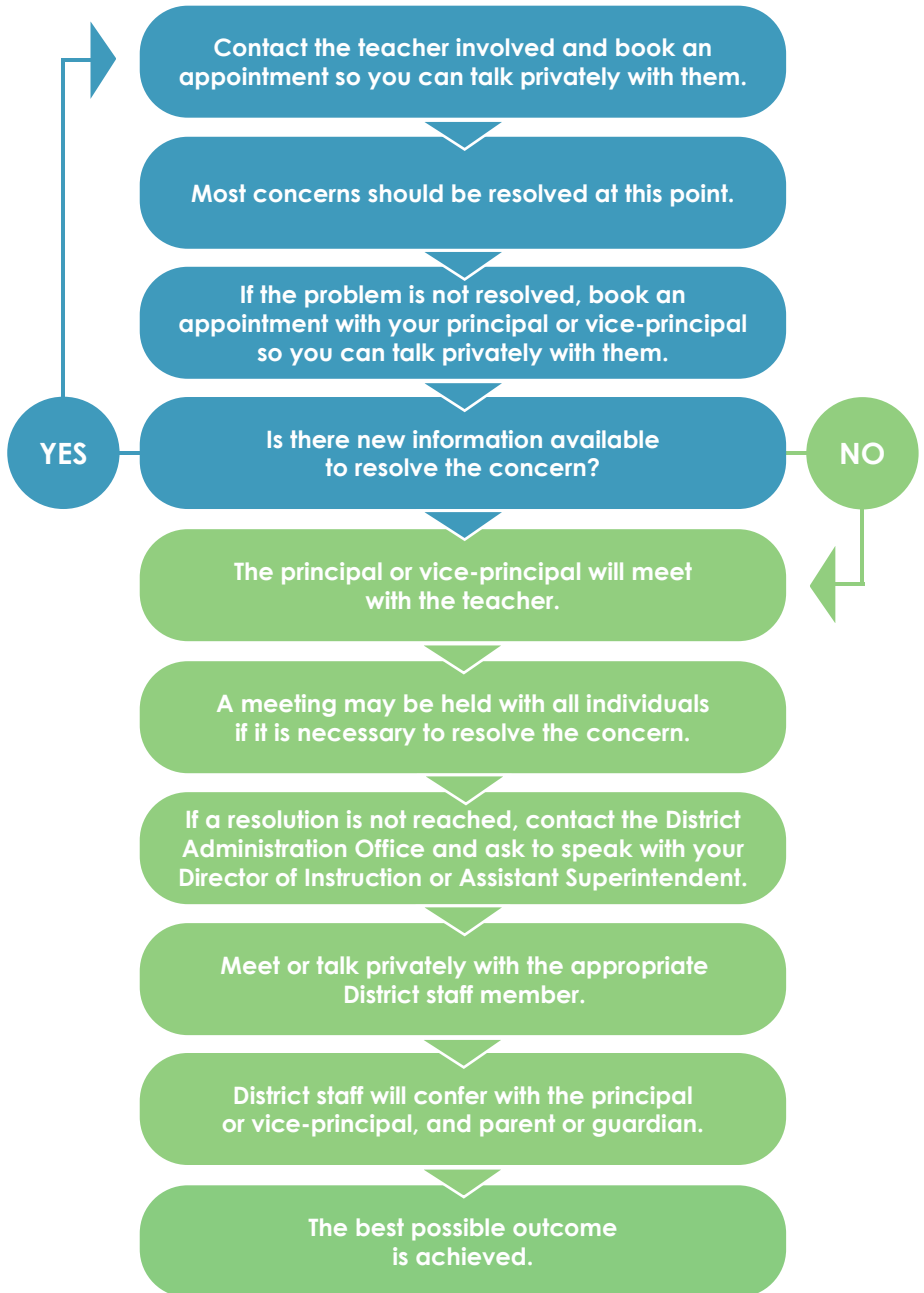 Contact the teacher involved and book an
appointment so you can talk privately with them.
Most concerns should be resolved at this point.
If the problem is not resolved, book an
appointment with your principal or vice-principal
so you can talk privately with them.
YES
Is there new information available
to resolve the concern?
NO
The principal or vice-principal will meet
with the teacher.
A meeting may be held with all individuals
if it is necessary to resolve the concern.
If a resolution is not reached, contact the District
Administration Office and ask to speak with your
Director of Instruction or Assistant Superintendent.
Meet or talk privately with the appropriate
District staff member.
District staff will confer with the principal
or vice-principal, and parent or guardian.
The best possible outcome
is achieved.